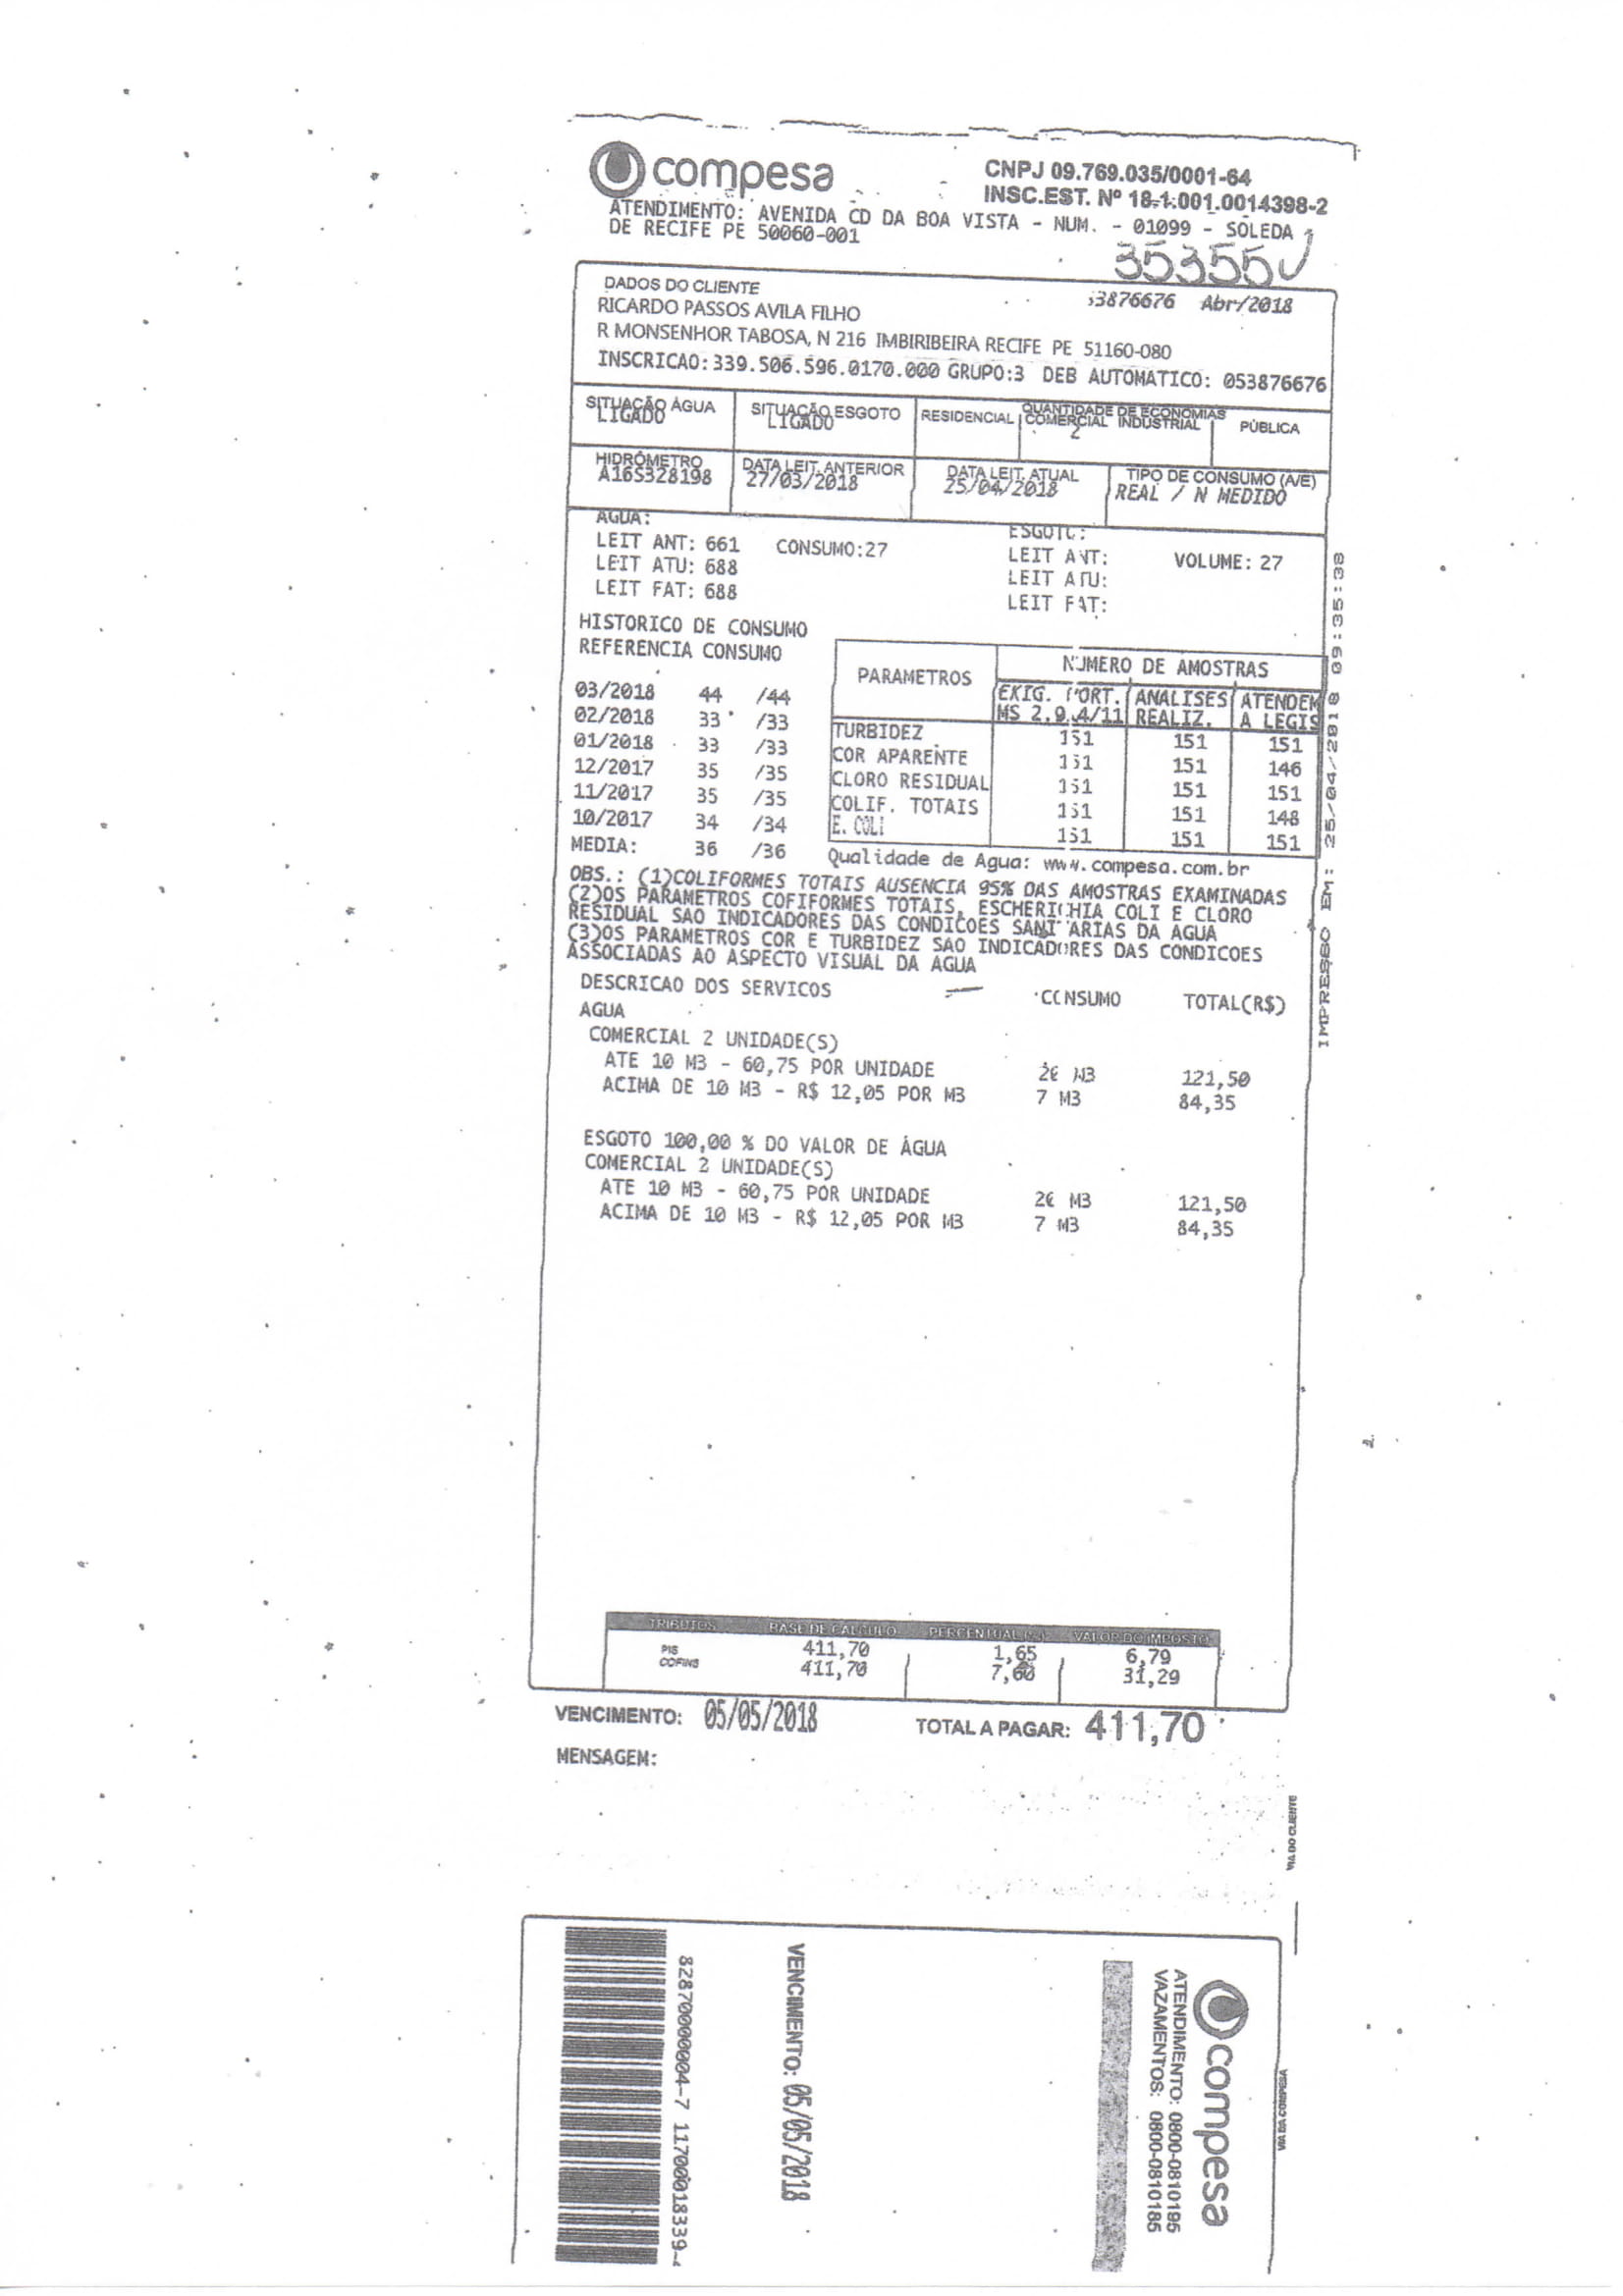 compesa
CNPJ 09.769.035/0001-64
INSC.EST. Nº 18.1.001.0014398-2
ATENDIMENTO: AVENIDA CD DA BOA VISTA - NUM. - 01099 - SOLEDA
DE RECIFE PE 50060-001
35355
DADOS DO CLIENTE
3876676 Abr/2018
RICARDO PASSOS AVILA FILHO
R MONSENHOR TABOSA, N 216 IMBIRIBEIRA RECIFE PE 51160-080
INSCRICAO: 339.506.596.0170.000 GRUPO:3 DEB AUTOMATICO: 053876676
SITUAÇÃO ÁGUA SITUAÇÃO ESGOTO RESIDENCIAL QUANTIDADE DE ECONOMIAS COMERCIAL INDUSTRIAL PÚBLICA
LIGADO LIGADO 2
HIDRÔMETRO DATA LEIT. ANTERIOR DATA LEIT. ATUAL TIPO DE CONSUMO (A/E)
A16S328198 27/03/2018 25/04/2018 REAL / N MEDIDO
AGUA: ESGOTO:
LEIT ANT: 661 CONSUMO:27 LEIT ANT: VOLUME: 27
LEIT ATU: 688 LEIT ATU:
LEIT FAT: 688 LEIT FAT:
HISTORICO DE CONSUMO
REFERENCIA CONSUMO
03/2018 44 /44
02/2018 33 /33
01/2018 33 /33
12/2017 35 /35
11/2017 35 /35
10/2017 34 /34
MEDIA: 36 /36
PARAMETROS NUMERO DE AMOSTRAS
EXIG. PORT. ANALISES ATENDEM
MS 2.9.4/11 REALIZ. A LEGIS
TURBIDEZ 151 151 151
COR APARENTE 151 151 146
CLORO RESIDUAL 151 151 151
COLIF. TOTAIS 151 151 148
E. COLI 151 151 151
Qualidade de Agua: www.compesa.com.br
OBS.: (1)COLIFORMES TOTAIS AUSENCIA 95% DAS AMOSTRAS EXAMINADAS
(2)OS PARAMETROS COFIFORMES TOTAIS, ESCHERICHIA COLI E CLORO
RESIDUAL SAO INDICADORES DAS CONDICOES SANITARIAS DA AGUA
(3)OS PARAMETROS COR E TURBIDEZ SAO INDICADORES DAS CONDICOES
ASSOCIADAS AO ASPECTO VISUAL DA AGUA
IMPRESSO EM: 25/04/2018 09:35:38
DESCRICAO DOS SERVICOS CONSUMO TOTAL(R$)
AGUA
COMERCIAL 2 UNIDADE(S)
ATE 10 M3 - 60,75 POR UNIDADE 20 M3 121,50
ACIMA DE 10 M3 - R$ 12,05 POR M3 7 M3 84,35
ESGOTO 100,00 % DO VALOR DE ÁGUA
COMERCIAL 2 UNIDADE(S)
ATE 10 M3 - 60,75 POR UNIDADE 20 M3 121,50
ACIMA DE 10 M3 - R$ 12,05 POR M3 7 M3 84,35
TRIBUTOS BASE DE CALCULO PERCENTUAL (%) VALOR DO IMPOSTO
PIS 411,70 1,65 6,79
COFINS 411,70 7,60 31,29
VENCIMENTO: 05/05/2018 TOTAL A PAGAR: 411,70
MENSAGEM:
VIA DO CLIENTE
compesa
ATENDIMENTO: 0800-0810195
VAZAMENTOS: 0800-0810185
VENCIMENTO: 05/05/2018
82870000004-7 11700018339-
VIA DA COMPESA